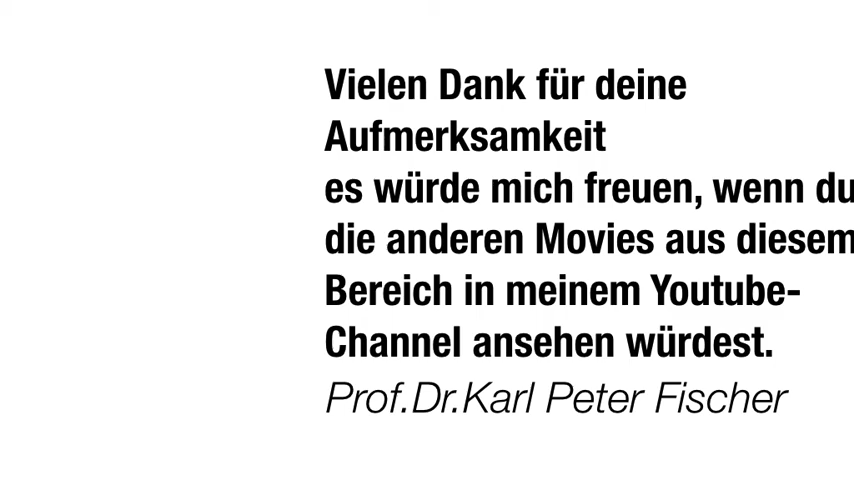 Vielen Dank für deine
Aufmerksamkeit
es würde mich freuen, wenn du
die anderen Movies aus diesem
Bereich in meinem Youtube-
Channel ansehen würdest.
Prof.Dr.Karl Peter Fischer